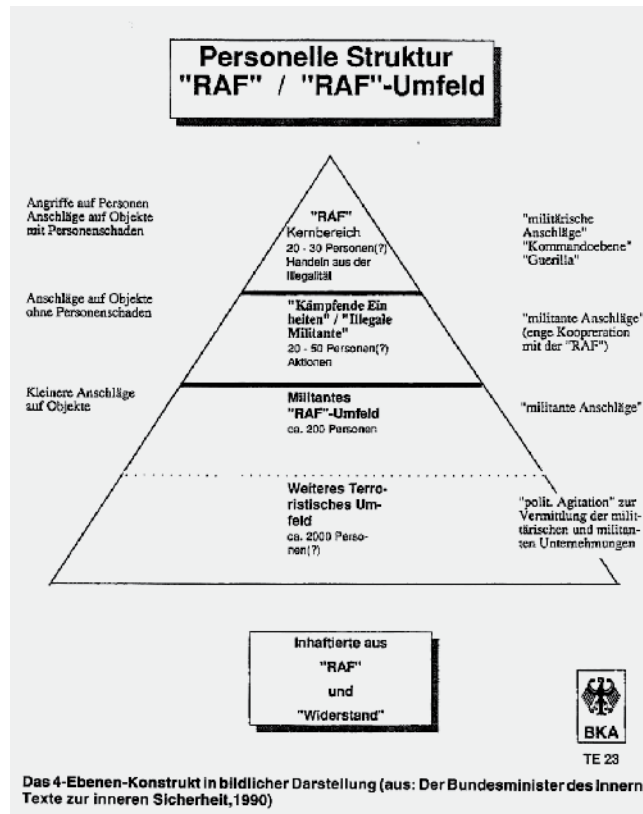 Personelle Struktur
"RAF" / "RAF"-Umfeld
Angriffe auf Personen
Anschläge auf Objekte
mit Personenschaden
"RAF"
Kernbereich
20 - 30 Personen(?)
Handeln aus der
Illegalität
"militärische
Anschläge"
"Kommandoebene"
"Guerilla"
Anschläge auf Objekte
ohne Personenschaden
"Kämpfende Ein
heiten" / "Illegale
Militante"
20 - 50 Personen(?)
Aktionen
"militante Anschläge"
(enge Koopreration
mit der "RAF")
Kleinere Anschläge
auf Objekte
Militantes
"RAF"-Umfeld
ca. 200 Personen
"militante Anschläge"
Weiteres Terro-
ristisches Um-
feld
ca. 2000 Perso-
nen(?)
"polit. Agitation" zur
Vermittlung der milit-
tärischen und militan-
ten Unternehmungen
Inhaftierte aus
"RAF"
und
"Widerstand"
BKA
TE 23
Das 4-Ebenen-Konstrukt in bildlicher Darstellung (aus: Der Bundesminister des Innern
Texte zur inneren Sicherheit,1990)